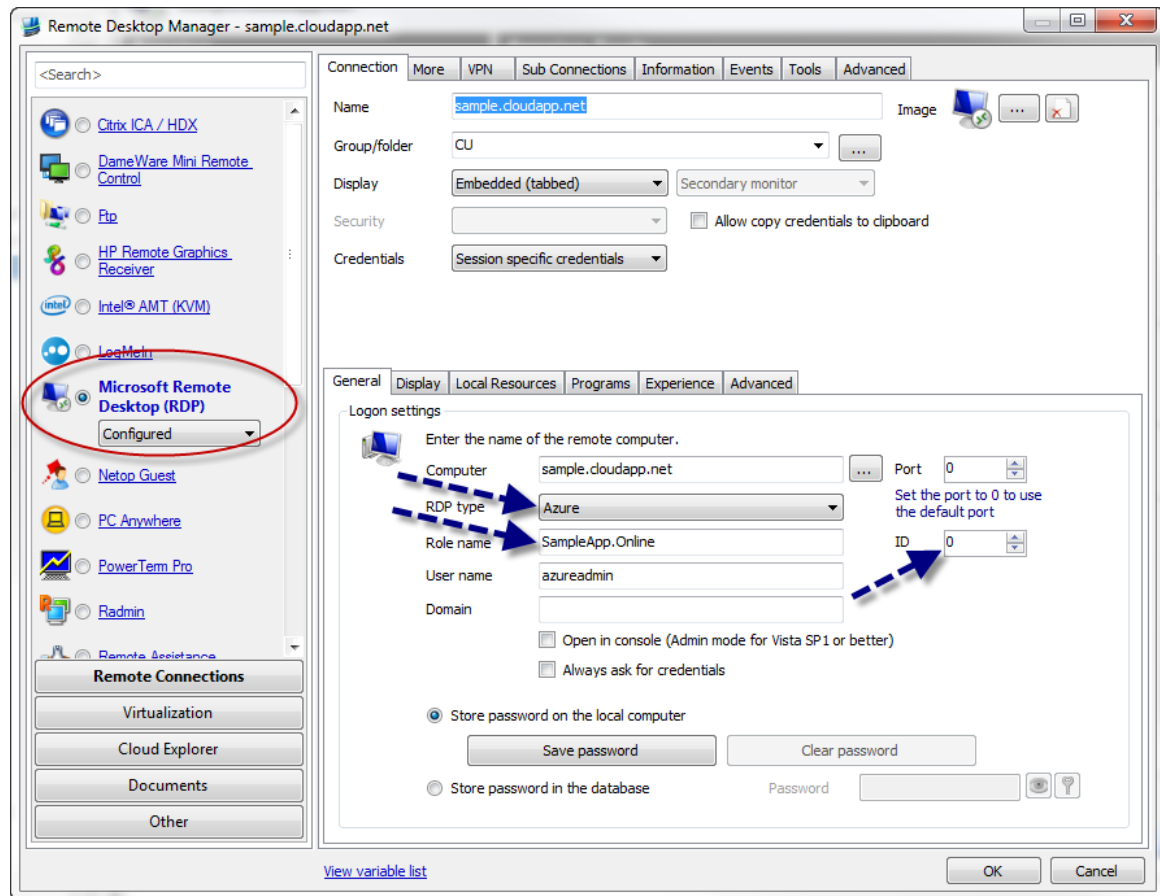 Remote Desktop Manager - sample.cloudapp.net
<Search>
Citrix ICA / HDX
DameWare Mini Remote
Control
Ftp
HP Remote Graphics
Receiver
Intel® AMT (KVM)
LogMeIn
Microsoft Remote
Desktop (RDP)
Configured
Netop Guest
PC Anywhere
PowerTerm Pro
Radmin
Remote Assistance
Remote Connections
Virtualization
Cloud Explorer
Documents
Other
Connection More VPN Sub Connections Information Events Tools Advanced
Name sample.cloudapp.net Image ...
Group/folder CU ...
Display Embedded (tabbed) Secondary monitor
Security Allow copy credentials to clipboard
Credentials Session specific credentials
General Display Local Resources Programs Experience Advanced
Logon settings
Enter the name of the remote computer.
Computer sample.cloudapp.net ... Port 0
Set the port to 0 to use
the default port
RDP type Azure
Role name SampleApp.Online ID 0
User name azureadmin
Domain
Open in console (Admin mode for Vista SP1 or better)
Always ask for credentials
Store password on the local computer
Save password Clear password
Store password in the database Password
View variable list OK Cancel